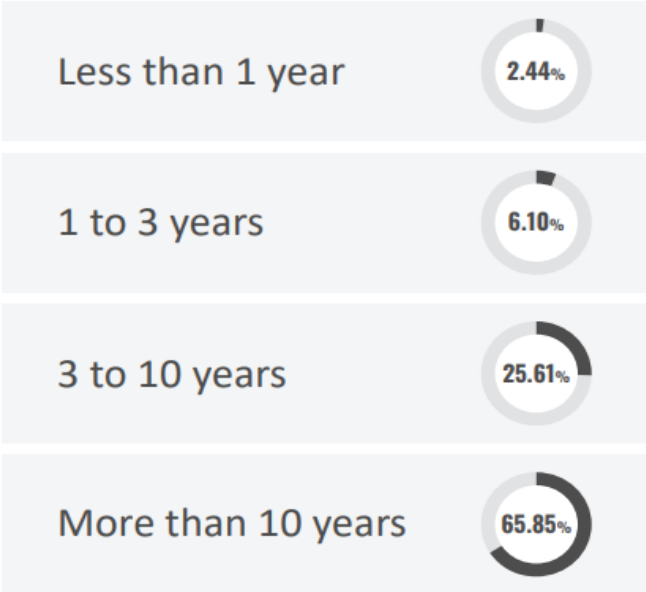 Less than 1 year 2.44%
1 to 3 years 6.10%
3 to 10 years 25.61%
More than 10 years 65.85%